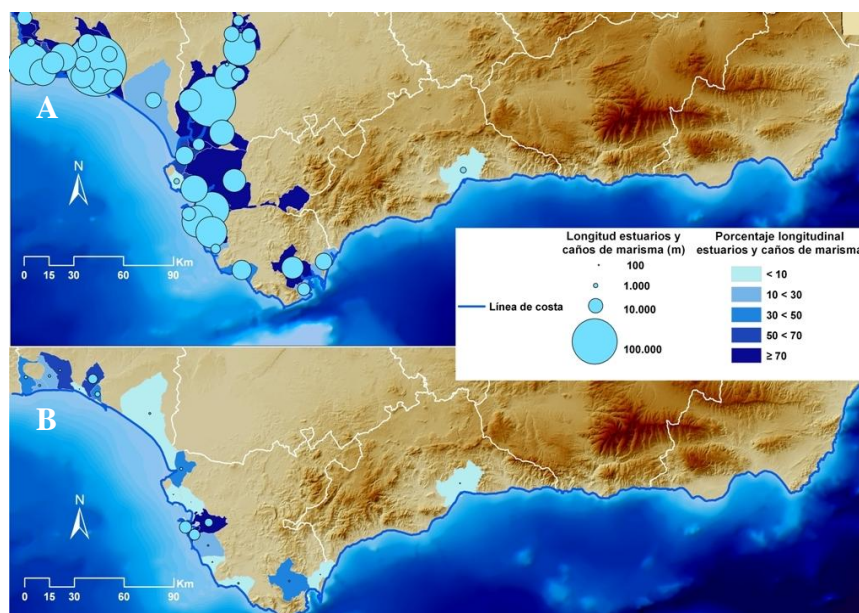 A
N
Km
0 15 30 60 90
Longitud estuarios y
caños de marisma (m)
100
1.000
10.000
100.000
Línea de costa
Porcentaje longitudinal
estuarios y caños de marisma
< 10
10 < 30
30 < 50
50 < 70
≥ 70
B
N
Km
0 15 30 60 90